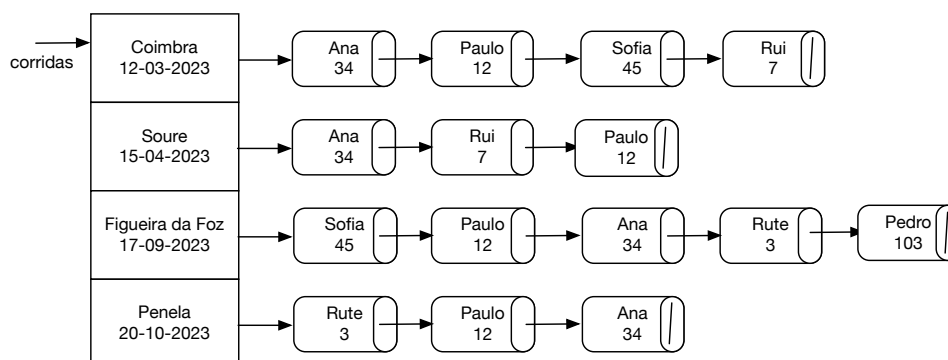 corridas
Coimbra
12-03-2023
Ana
34
Paulo
12
Sofia
45
Rui
7
Soure
15-04-2023
Ana
34
Rui
7
Paulo
12
Figueira da Foz
17-09-2023
Sofia
45
Paulo
12
Ana
34
Rute
3
Pedro
103
Penela
20-10-2023
Rute
3
Paulo
12
Ana
34